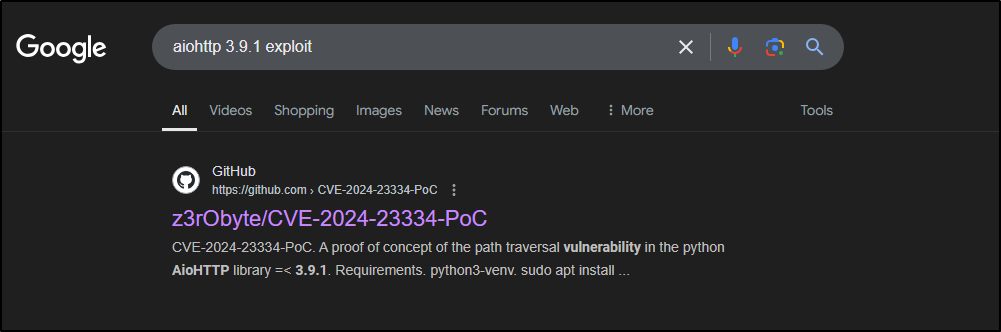 Google
aiohttp 3.9.1 exploit
All Videos Shopping Images News Forums Web More Tools
GitHub
https://github.com › CVE-2024-23334-PoC
z3rObyte/CVE-2024-23334-PoC
CVE-2024-23334-PoC. A proof of concept of the path traversal vulnerability in the python
AioHTTP library =< 3.9.1. Requirements. python3-venv. sudo apt install ...